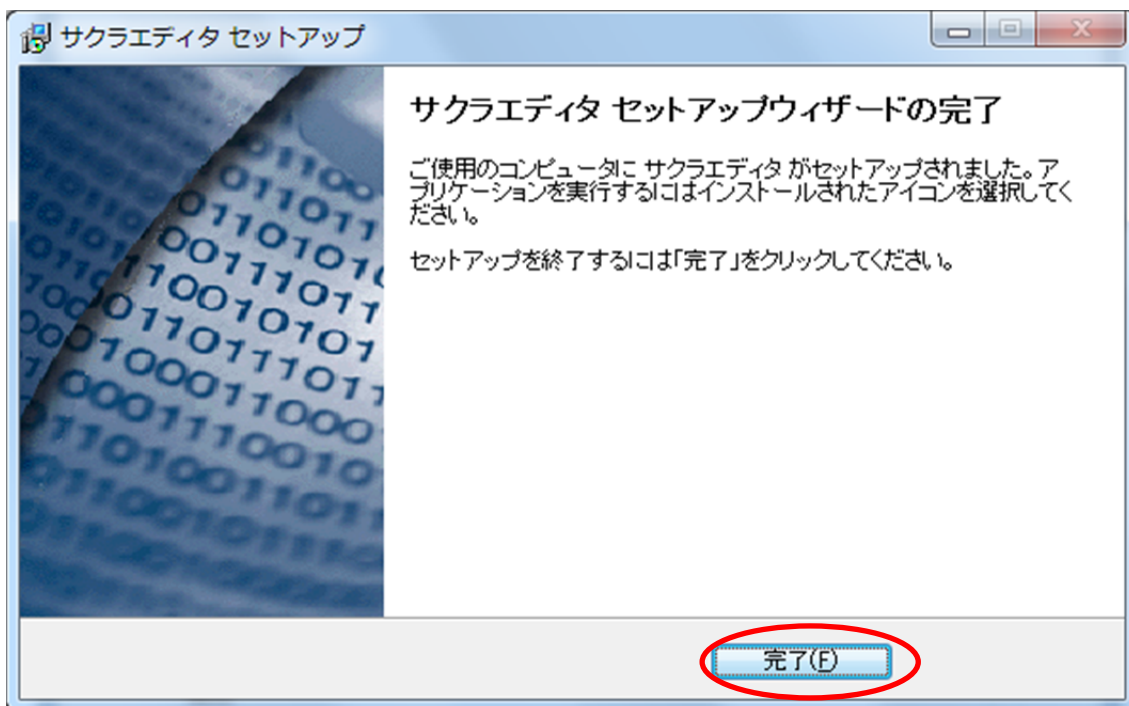 サクラエディタ セットアップ
サクラエディタ セットアップウィザードの完了
ご使用のコンピュータに サクラエディタ がセットアップされました。ア
プリケーションを実行するにはインストールされたアイコンを選択してく
ださい。
セットアップを終了するには「完了」をクリックしてください。
完了(F)